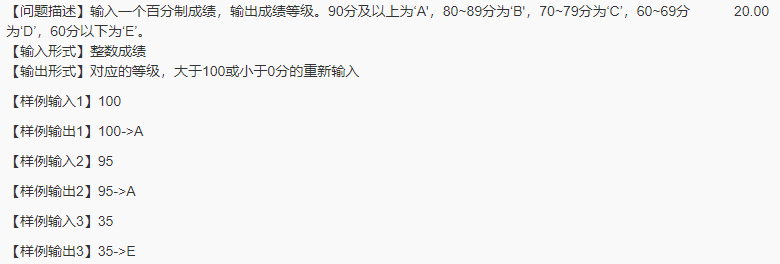 【问题描述】输入一个百分制成绩，输出成绩等级。90分及以上为‘A’，80~89分为‘B’，70~79分为‘C’，60~69分 20.00
为‘D’，60分以下为‘E’。
【输入形式】整数成绩
【输出形式】对应的等级，大于100或小于0分的重新输入
【样例输入1】100
【样例输出1】100->A
【样例输入2】95
【样例输出2】95->A
【样例输入3】35
【样例输出3】35->E